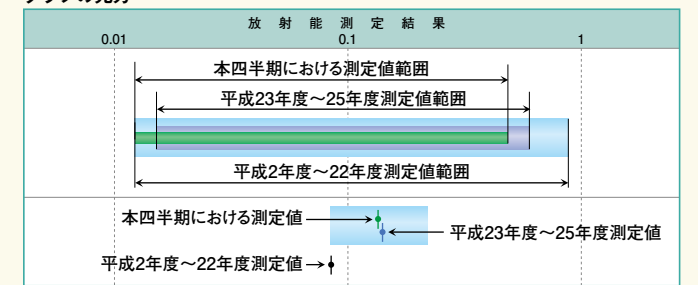 グラフの見方
放射能測定結果
0.01 0.1 1
本四半期における測定値範囲
平成23年度～25年度測定値範囲
平成2年度～22年度測定値範囲
本四半期における測定値
平成23年度～25年度測定値
平成2年度～22年度測定値